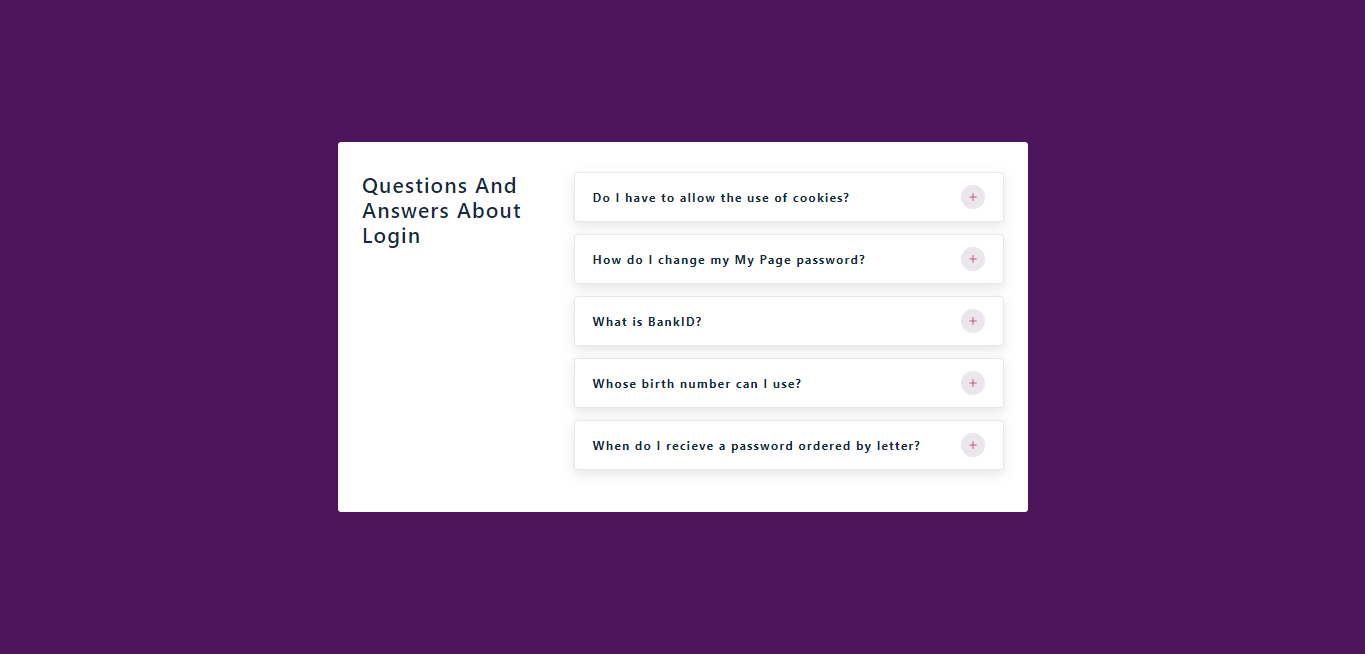 Questions And
Answers About
Login
Do I have to allow the use of cookies?
How do I change my My Page password?
What is BankID?
Whose birth number can I use?
When do I recieve a password ordered by letter?